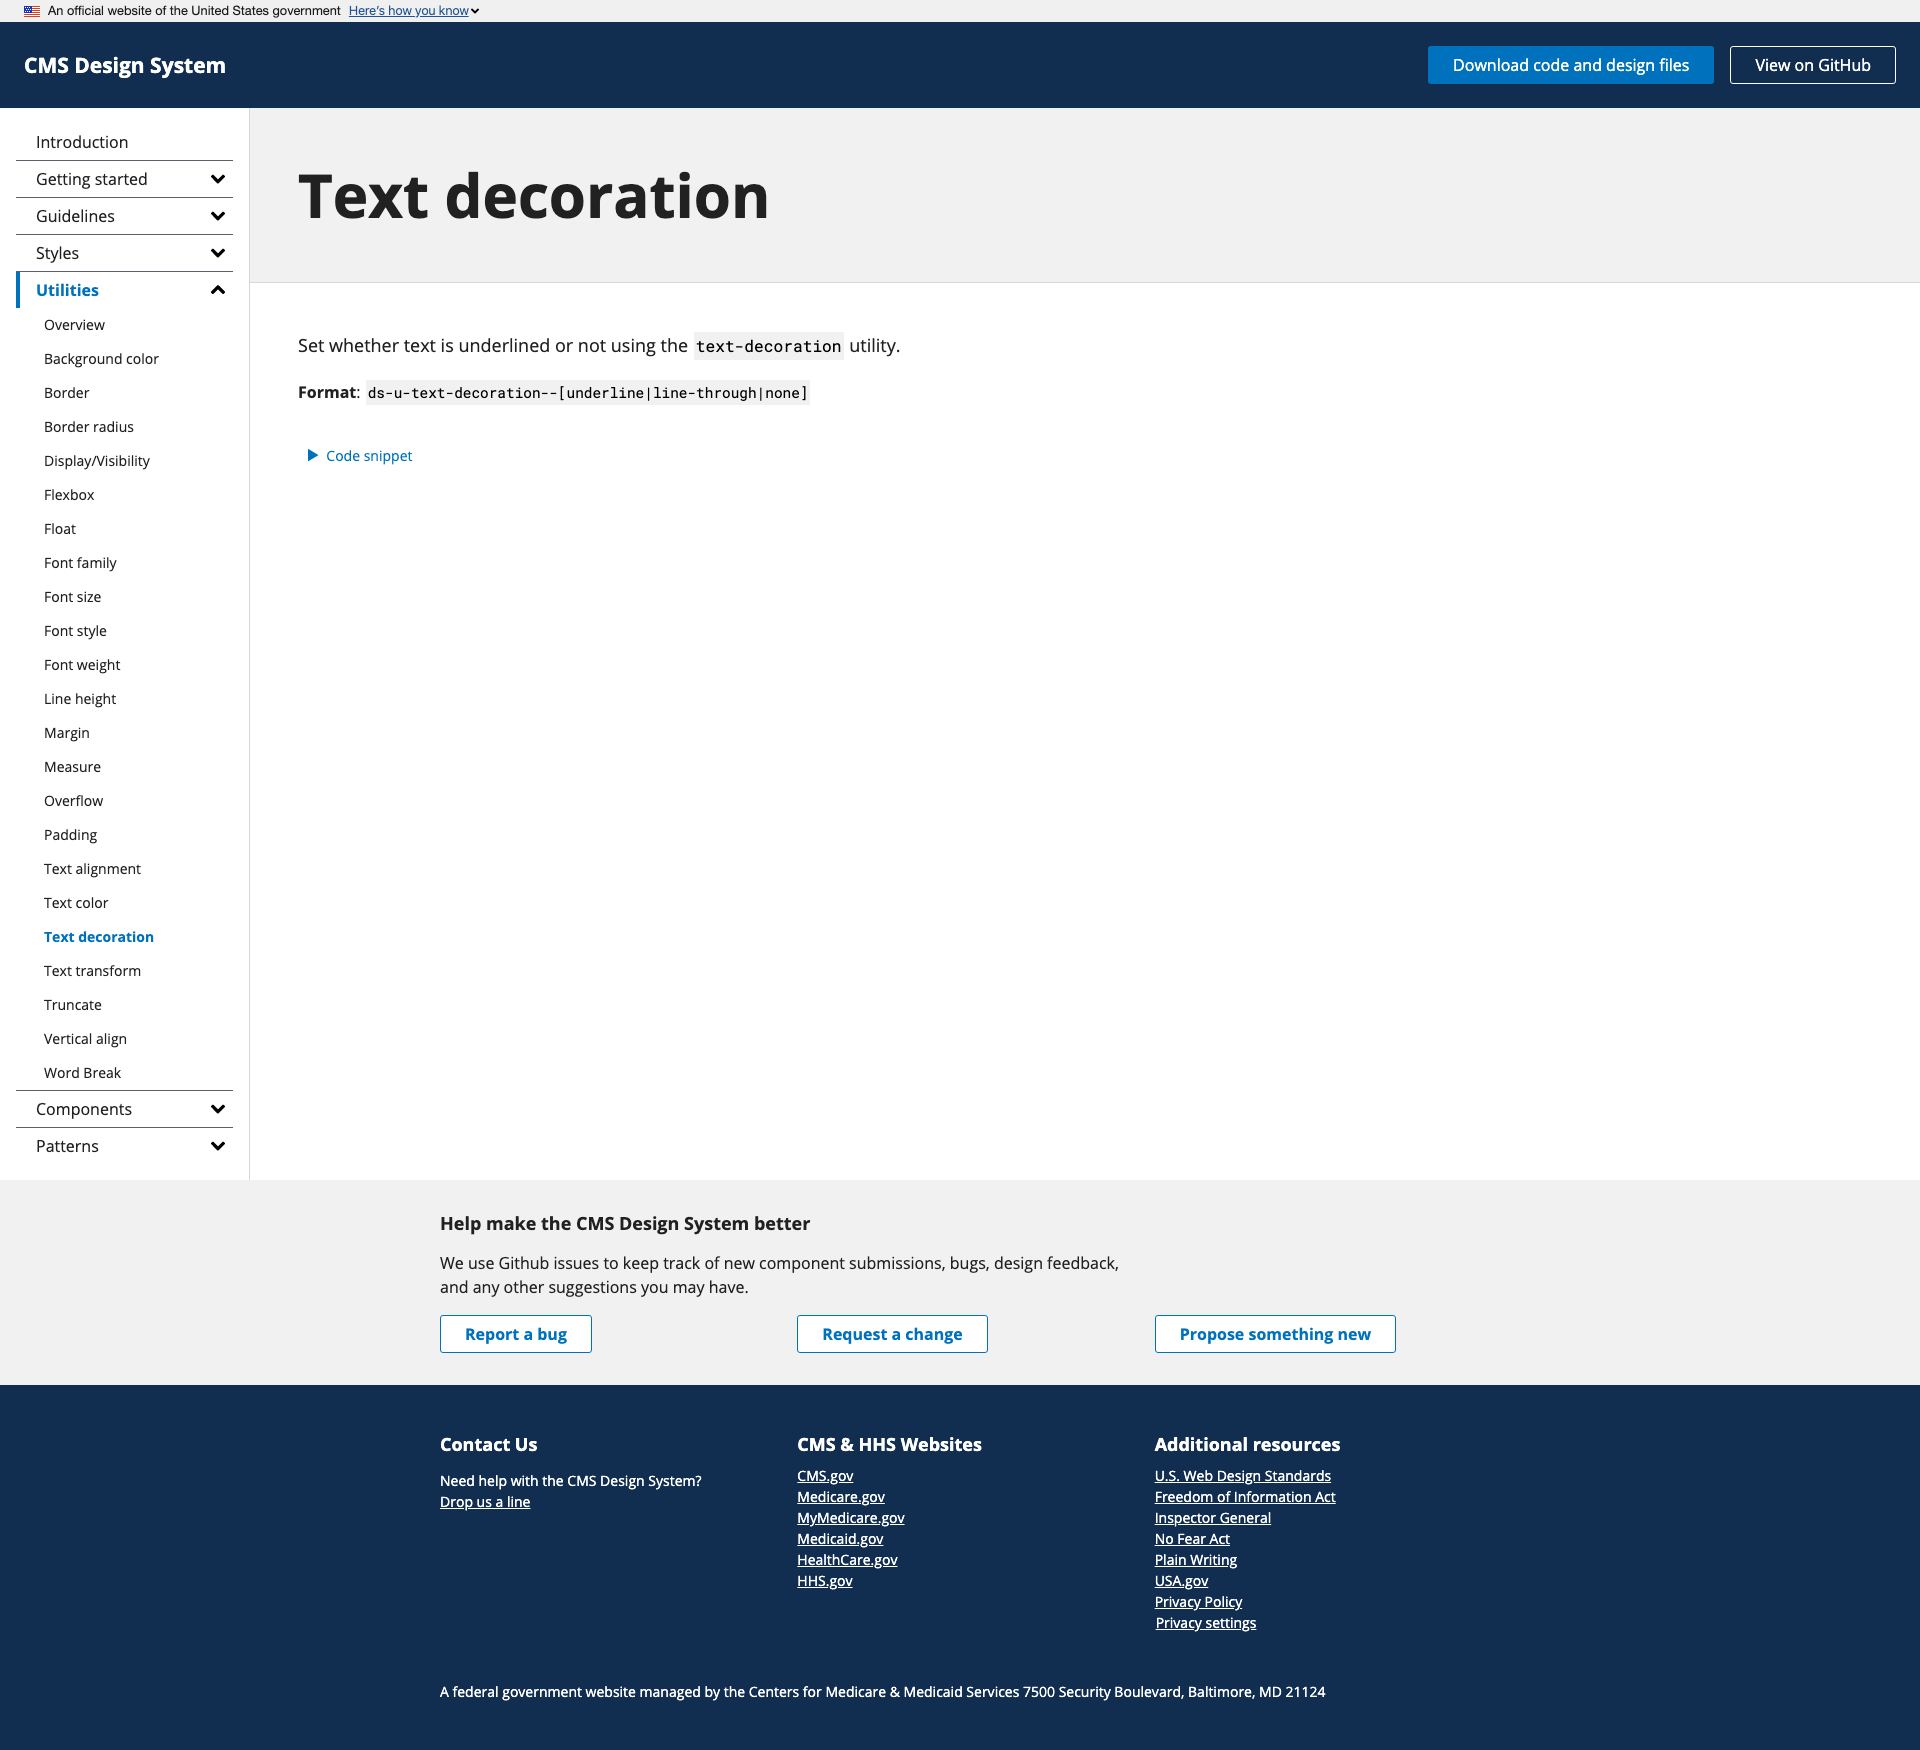 An official website of the United States government Here's how you know
CMS Design System
Download code and design files
View on GitHub
Introduction
Getting started
Guidelines
Styles
Utilities
Overview
Background color
Border
Border radius
Display/Visibility
Flexbox
Float
Font family
Font size
Font style
Font weight
Line height
Margin
Measure
Overflow
Padding
Text alignment
Text color
Text decoration
Text transform
Truncate
Vertical align
Word Break
Components
Patterns
Text decoration
Set whether text is underlined or not using the text-decoration utility.
Format: ds-u-text-decoration--[underline|line-through|none]
Code snippet
Help make the CMS Design System better
We use Github issues to keep track of new component submissions, bugs, design feedback,
and any other suggestions you may have.
Report a bug
Request a change
Propose something new
Contact Us
Need help with the CMS Design System?
Drop us a line
CMS & HHS Websites
CMS.gov
Medicare.gov
MyMedicare.gov
Medicaid.gov
HealthCare.gov
HHS.gov
Additional resources
U.S. Web Design Standards
Freedom of Information Act
Inspector General
No Fear Act
Plain Writing
USA.gov
Privacy Policy
Privacy settings
A federal government website managed by the Centers for Medicare & Medicaid Services 7500 Security Boulevard, Baltimore, MD 21124